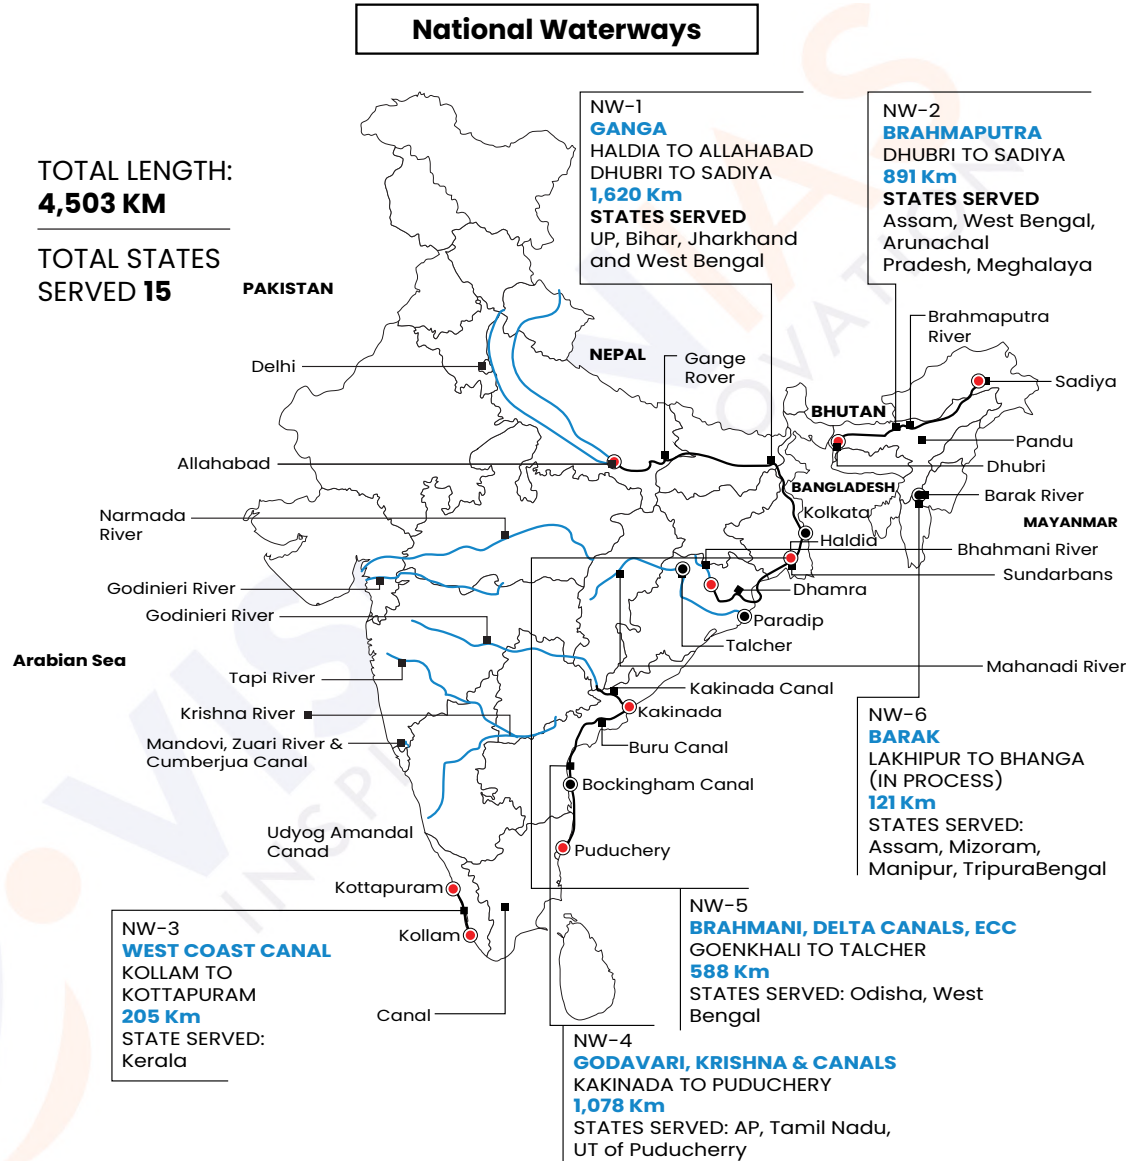 National Waterways
TOTAL LENGTH:
4,503 KM
TOTAL STATES
SERVED 15
NW-1
GANGA
HALDIA TO ALLAHABAD
DHUBRI TO SADIYA
1,620 Km
STATES SERVED
UP, Bihar, Jharkhand
and West Bengal
NW-2
BRAHMAPUTRA
DHUBRI TO SADIYA
891 Km
STATES SERVED
Assam, West Bengal,
Arunachal
Pradesh, Meghalaya
PAKISTAN
Brahmaputra
River
NEPAL
Gange
Rover
Delhi
Sadiya
BHUTAN
Pandu
Allahabad
Dhubri
BANGLADESH
Barak River
Kolkata
MAYANMAR
Narmada
River
Haldia
Bhahmani River
Sundarbans
Godinieri River
Dhamra
Godinieri River
Paradip
Talcher
Arabian Sea
Mahanadi River
Tapi River
Kakinada Canal
Krishna River
Kakinada
Mandovi, Zuari River &
Cumberjua Canal
Buru Canal
Bockingham Canal
NW-6
BARAK
LAKHIPUR TO BHANGA
(IN PROCESS)
121 Km
STATES SERVED:
Assam, Mizoram,
Manipur, TripuraBengal
Udyog Amandal
Canad
Puduchery
Kottapuram
Kollam
NW-3
WEST COAST CANAL
KOLLAM TO
KOTTAPURAM
205 Km
STATE SERVED:
Kerala
Canal
NW-5
BRAHMANI, DELTA CANALS, ECC
GOENKHALI TO TALCHER
588 Km
STATES SERVED: Odisha, West
Bengal
NW-4
GODAVARI, KRISHNA & CANALS
KAKINADA TO PUDUCHERY
1,078 Km
STATES SERVED: AP, Tamil Nadu,
UT of Puducherry